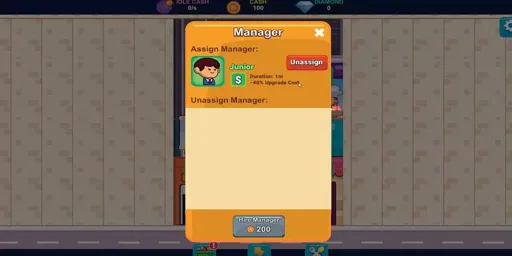 IDLE CASH
0/s
CASH
100
DIAMOND
0
Manager
Assign Manager:
Junior
Unassign
$
Duration: 1m
-40% Upgrade Cost
Unassign Manager:
Hire Manager
200